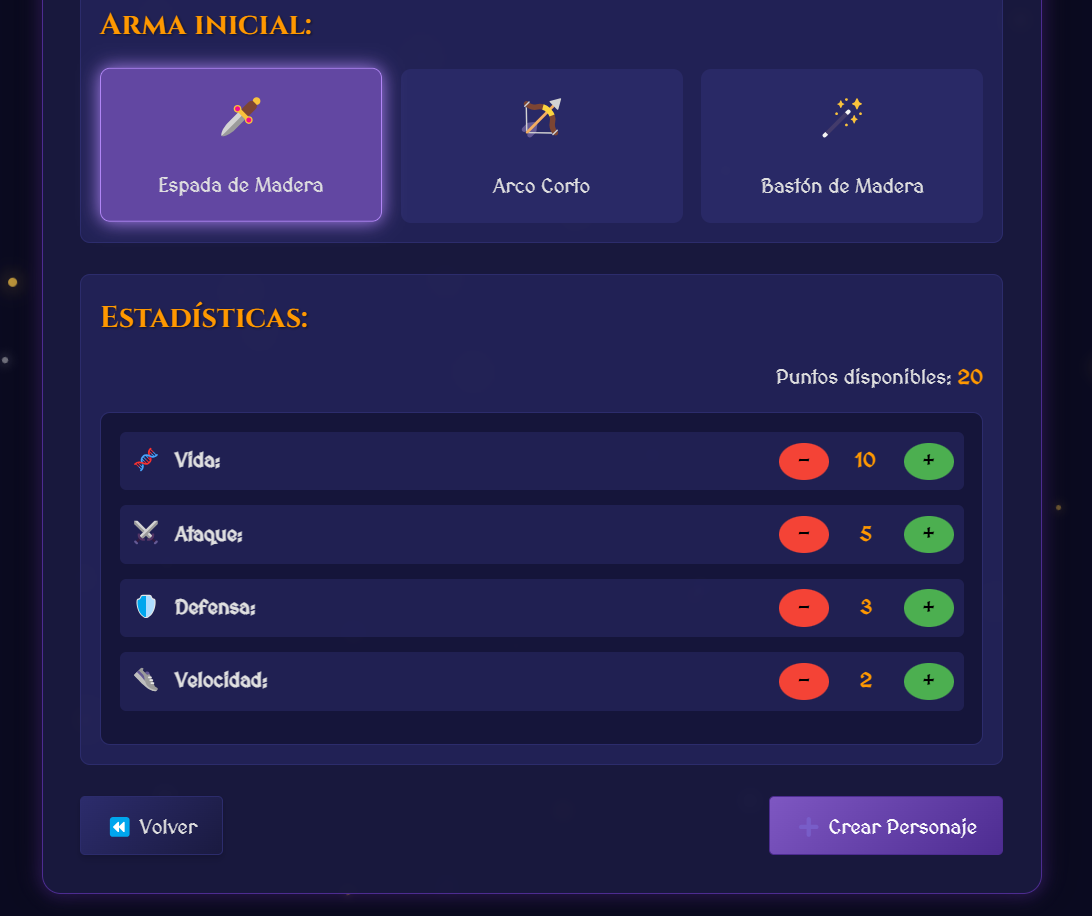 Arma inicial:
Espada de Madera
Arco Corto
Bastón de Madera
Estadísticas:
Puntos disponibles: 20
Vida: − 10 +
Ataque: − 5 +
Defensa: − 3 +
Velocidad: − 2 +
Volver
Crear Personaje